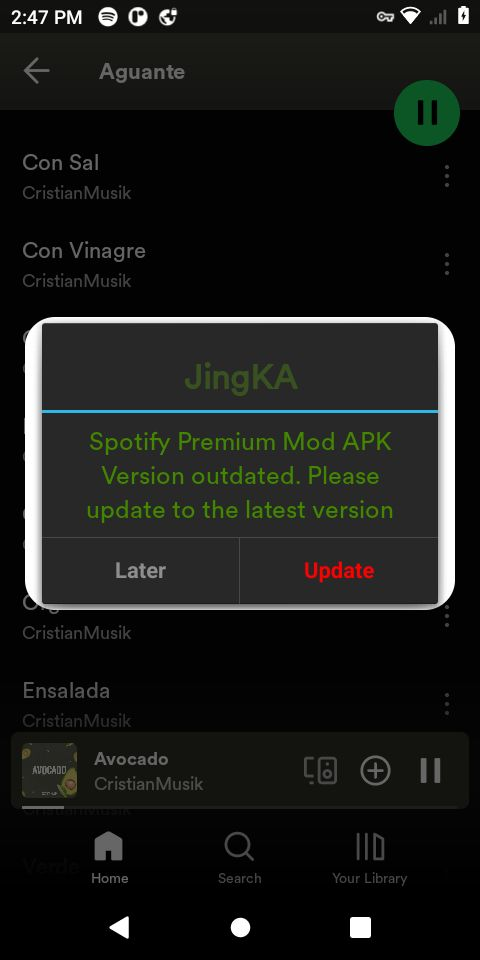 2:47 PM
Aguante
Con Sal
CristianMusik
Con Vinagre
CristianMusik
JingKA
Spotify Premium Mod APK
Version outdated. Please
update to the latest version
Later
Update
CristianMusik
Ensalada
CristianMusik
AVOCADO
Avocado
CristianMusik
CristianMusik
Verde
Home
Search
Your Library